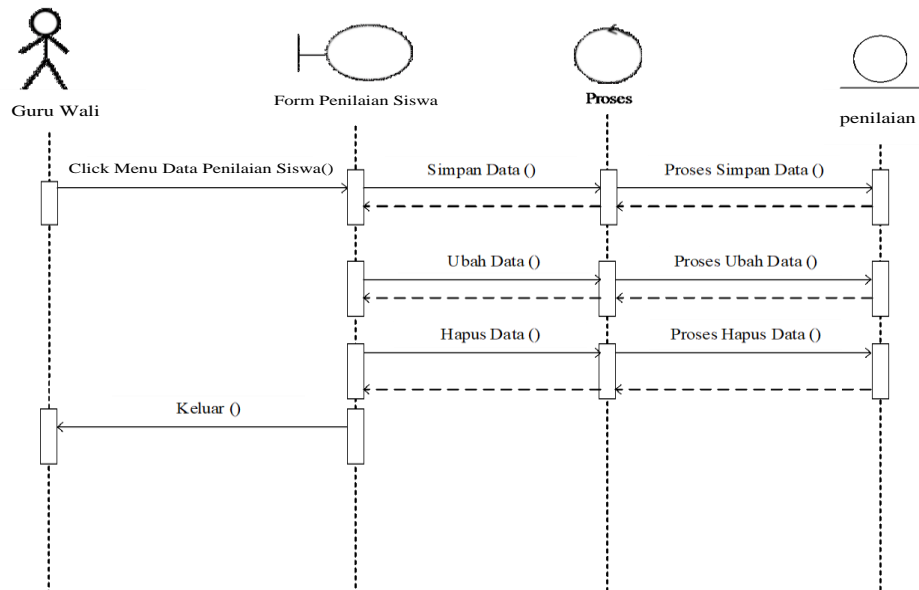 Guru Wali
Form Penilaian Siswa
Proses
penilaian
Click Menu Data Penilaian Siswa()
Simpan Data ()
Proses Simpan Data ()
Ubah Data ()
Proses Ubah Data ()
Hapus Data ()
Proses Hapus Data ()
Keluar ()